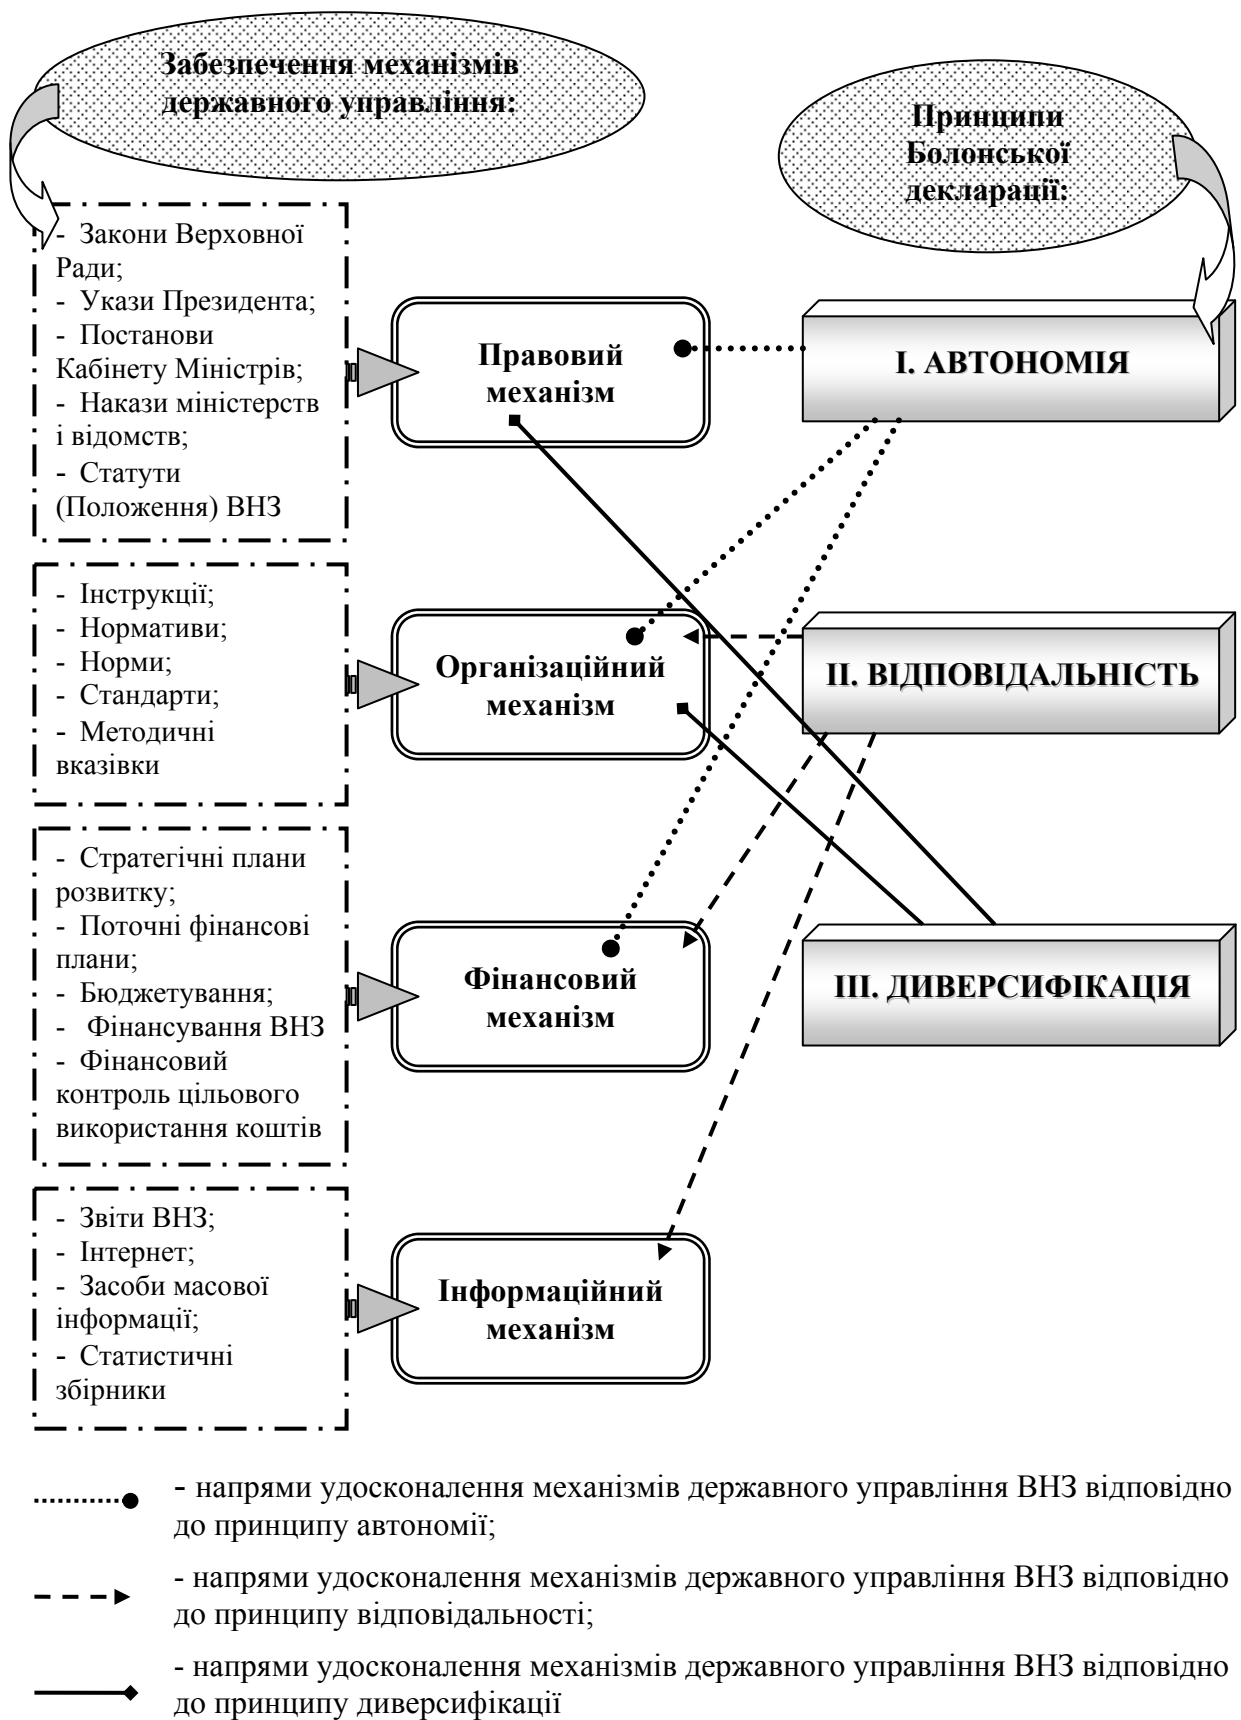 Забезпечення механізмів
державного управління:
Принципи
Болонської
декларації:
- Закони Верховної
Ради;
- Укази Президента;
- Постанови
Кабінету Міністрів;
- Накази міністерств
і відомств;
- Статути
(Положення) ВНЗ
Правовий
механізм
І. АВТОНОМІЯ
- Інструкції;
- Нормативи;
- Норми;
- Стандарти;
- Методичні
вказівки
Організаційний
механізм
ІІ. ВІДПОВІДАЛЬНІСТЬ
- Стратегічні плани
розвитку;
- Поточні фінансові
плани;
- Бюджетування;
- Фінансування ВНЗ
- Фінансовий
контроль цільового
використання коштів
Фінансовий
механізм
ІІІ. ДИВЕРСИФІКАЦІЯ
- Звіти ВНЗ;
- Інтернет;
- Засоби масової
інформації;
- Статистичні
збірники
Інформаційний
механізм
- напрями удосконалення механізмів державного управління ВНЗ відповідно
до принципу автономії;
- напрями удосконалення механізмів державного управління ВНЗ відповідно
до принципу відповідальності;
- напрями удосконалення механізмів державного управління ВНЗ відповідно
до принципу диверсифікації